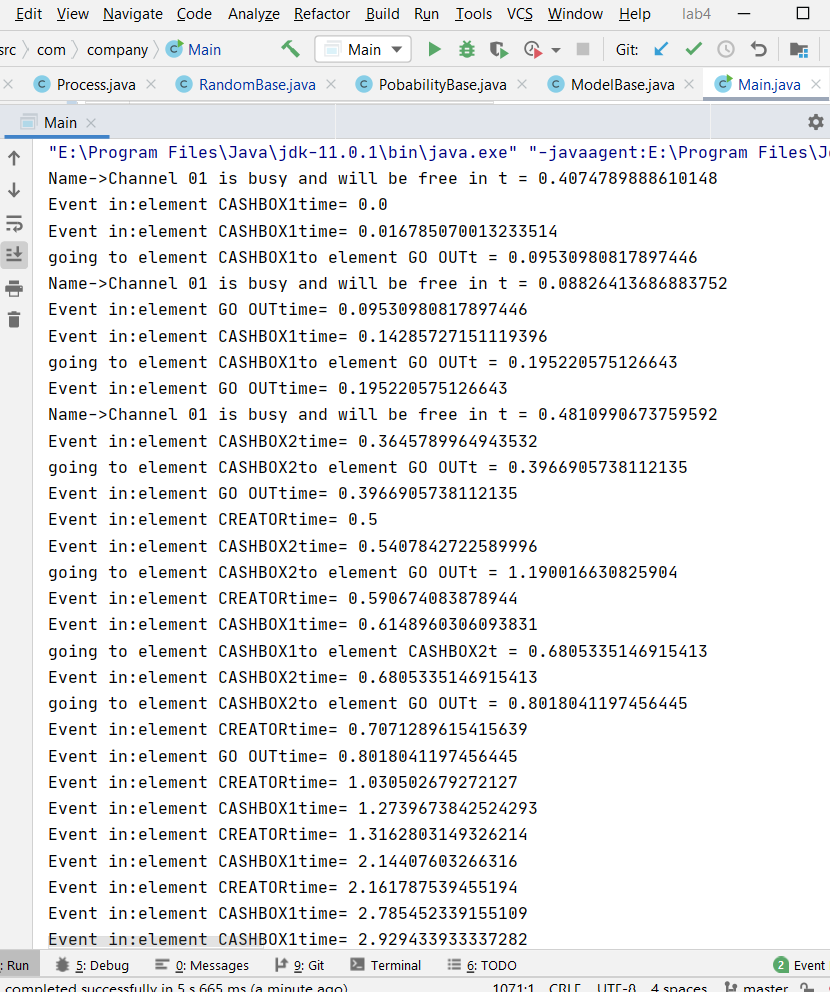 Edit View Navigate Code Analyze Refactor Build Run Tools VCS Window Help lab4
src com company Main Main Git:
Process.java RandomBase.java PobabilityBase.java ModelBase.java Main.java
Main
"E:\Program Files\Java\jdk-11.0.1\bin\java.exe" "-javaagent:E:\Program Files\J
Name->Channel 01 is busy and will be free in t = 0.4074789888610148
Event in:element CASHBOX1time= 0.0
Event in:element CASHBOX1time= 0.016785070013233514
going to element CASHBOX1to element GO OUTt = 0.09530980817897446
Name->Channel 01 is busy and will be free in t = 0.08826413686883752
Event in:element GO OUTtime= 0.09530980817897446
Event in:element CASHBOX1time= 0.14285727151119396
going to element CASHBOX1to element GO OUTt = 0.195220575126643
Event in:element GO OUTtime= 0.195220575126643
Name->Channel 01 is busy and will be free in t = 0.4810990673759592
Event in:element CASHBOX2time= 0.3645789964943532
going to element CASHBOX2to element GO OUTt = 0.3966905738112135
Event in:element GO OUTtime= 0.3966905738112135
Event in:element CREATORtime= 0.5
Event in:element CASHBOX2time= 0.5407842722589996
going to element CASHBOX2to element GO OUTt = 1.190016630825904
Event in:element CREATORtime= 0.590674083878944
Event in:element CASHBOX1time= 0.6148960306093831
going to element CASHBOX1to element CASHBOX2t = 0.6805335146915413
Event in:element CASHBOX2time= 0.6805335146915413
going to element CASHBOX2to element GO OUTt = 0.8018041197456445
Event in:element CREATORtime= 0.7071289615415639
Event in:element GO OUTtime= 0.8018041197456445
Event in:element CREATORtime= 1.030502679272127
Event in:element CASHBOX1time= 1.2739673842524293
Event in:element CREATORtime= 1.3162803149326214
Event in:element CASHBOX1time= 2.14407603266316
Event in:element CREATORtime= 2.161787539455194
Event in:element CASHBOX1time= 2.785452339155109
Event in:element CASHBOX1time= 2.929433933337282
: Run 5: Debug 0: Messages 9: Git Terminal 6: TODO 2 Event
completed successfully in 5 s 665 ms (a minute ago) 1071:1 CRLF UTF-8 4 spaces master